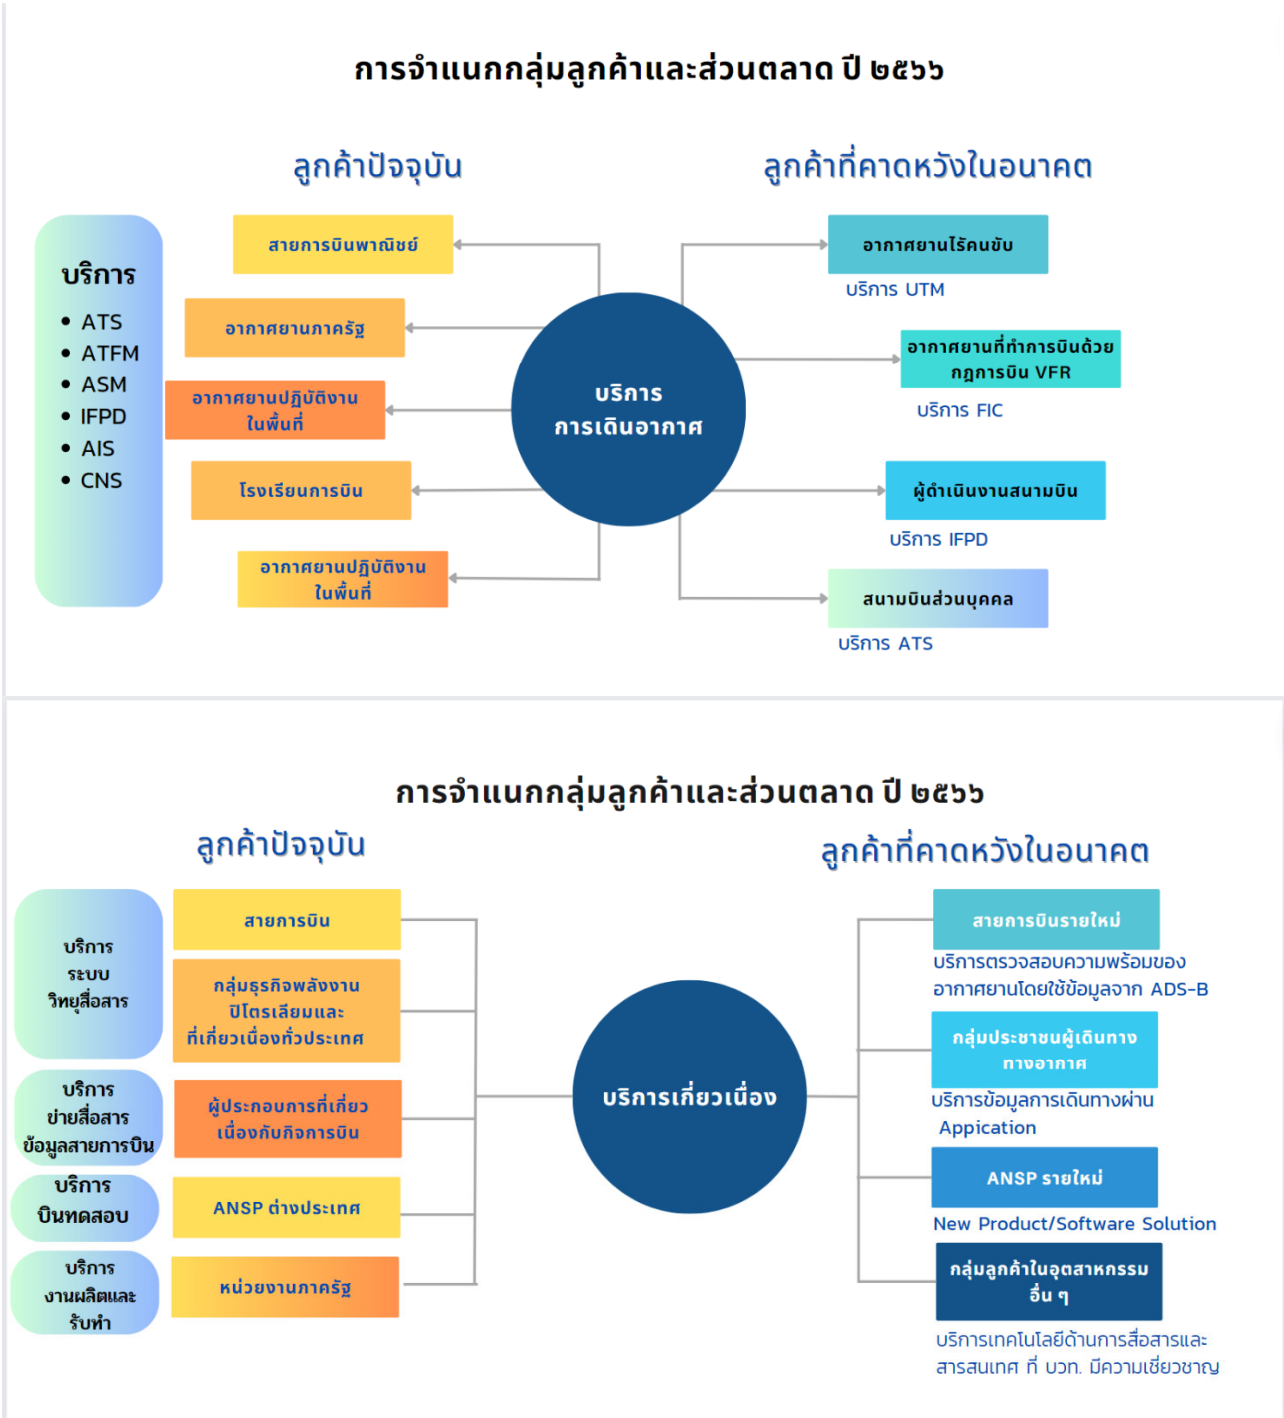 การจำแนกกลุ่มลูกค้าและส่วนตลาด ปี ๒๕๖๖
ลูกค้าปัจจุบัน
ลูกค้าที่คาดหวังในอนาคต
บริการ
• ATS
• ATFM
• ASM
• IFPD
• AIS
• CNS
สายการบินพาณิชย์
อากาศยานภาครัฐ
อากาศยานปฏิบัติงาน
ในพื้นที่
โรงเรียนการบิน
อากาศยานปฏิบัติงาน
ในพื้นที่
บริการ
การเดินอากาศ
อากาศยานไร้คนขับ
บริการ UTM
อากาศยานที่ทำการบินด้วย
กฎการบิน VFR
บริการ FIC
ผู้ดำเนินงานสนามบิน
บริการ IFPD
สนามบินส่วนบุคคล
บริการ ATS
การจำแนกกลุ่มลูกค้าและส่วนตลาด ปี ๒๕๖๖
ลูกค้าปัจจุบัน
ลูกค้าที่คาดหวังในอนาคต
บริการ
ระบบ
วิทยุสื่อสาร
บริการ
ข่ายสื่อสาร
ข้อมูลสายการบิน
บริการ
บินทดสอบ
บริการ
งานผลิตและ
รับทำ
สายการบิน
กลุ่มธุรกิจพลังงาน
ปิโตรเลียมและ
ที่เกี่ยวเนื่องทั่วประเทศ
ผู้ประกอบการที่เกี่ยว
เนื่องกับกิจการบิน
ANSP ต่างประเทศ
หน่วยงานภาครัฐ
บริการเกี่ยวเนื่อง
สายการบินรายใหม่
บริการตรวจสอบความพร้อมของ
อากาศยานโดยใช้ข้อมูลจาก ADS-B
กลุ่มประชาชนผู้เดินทาง
ทางอากาศ
บริการข้อมูลการเดินทางผ่าน
Appication
ANSP รายใหม่
New Product/Software Solution
กลุ่มลูกค้าในอุตสาหกรรม
อื่น ๆ
บริการเทคโนโลยีด้านการสื่อสารและ
สารสนเทศ ที่ บวท. มีความเชี่ยวชาญ